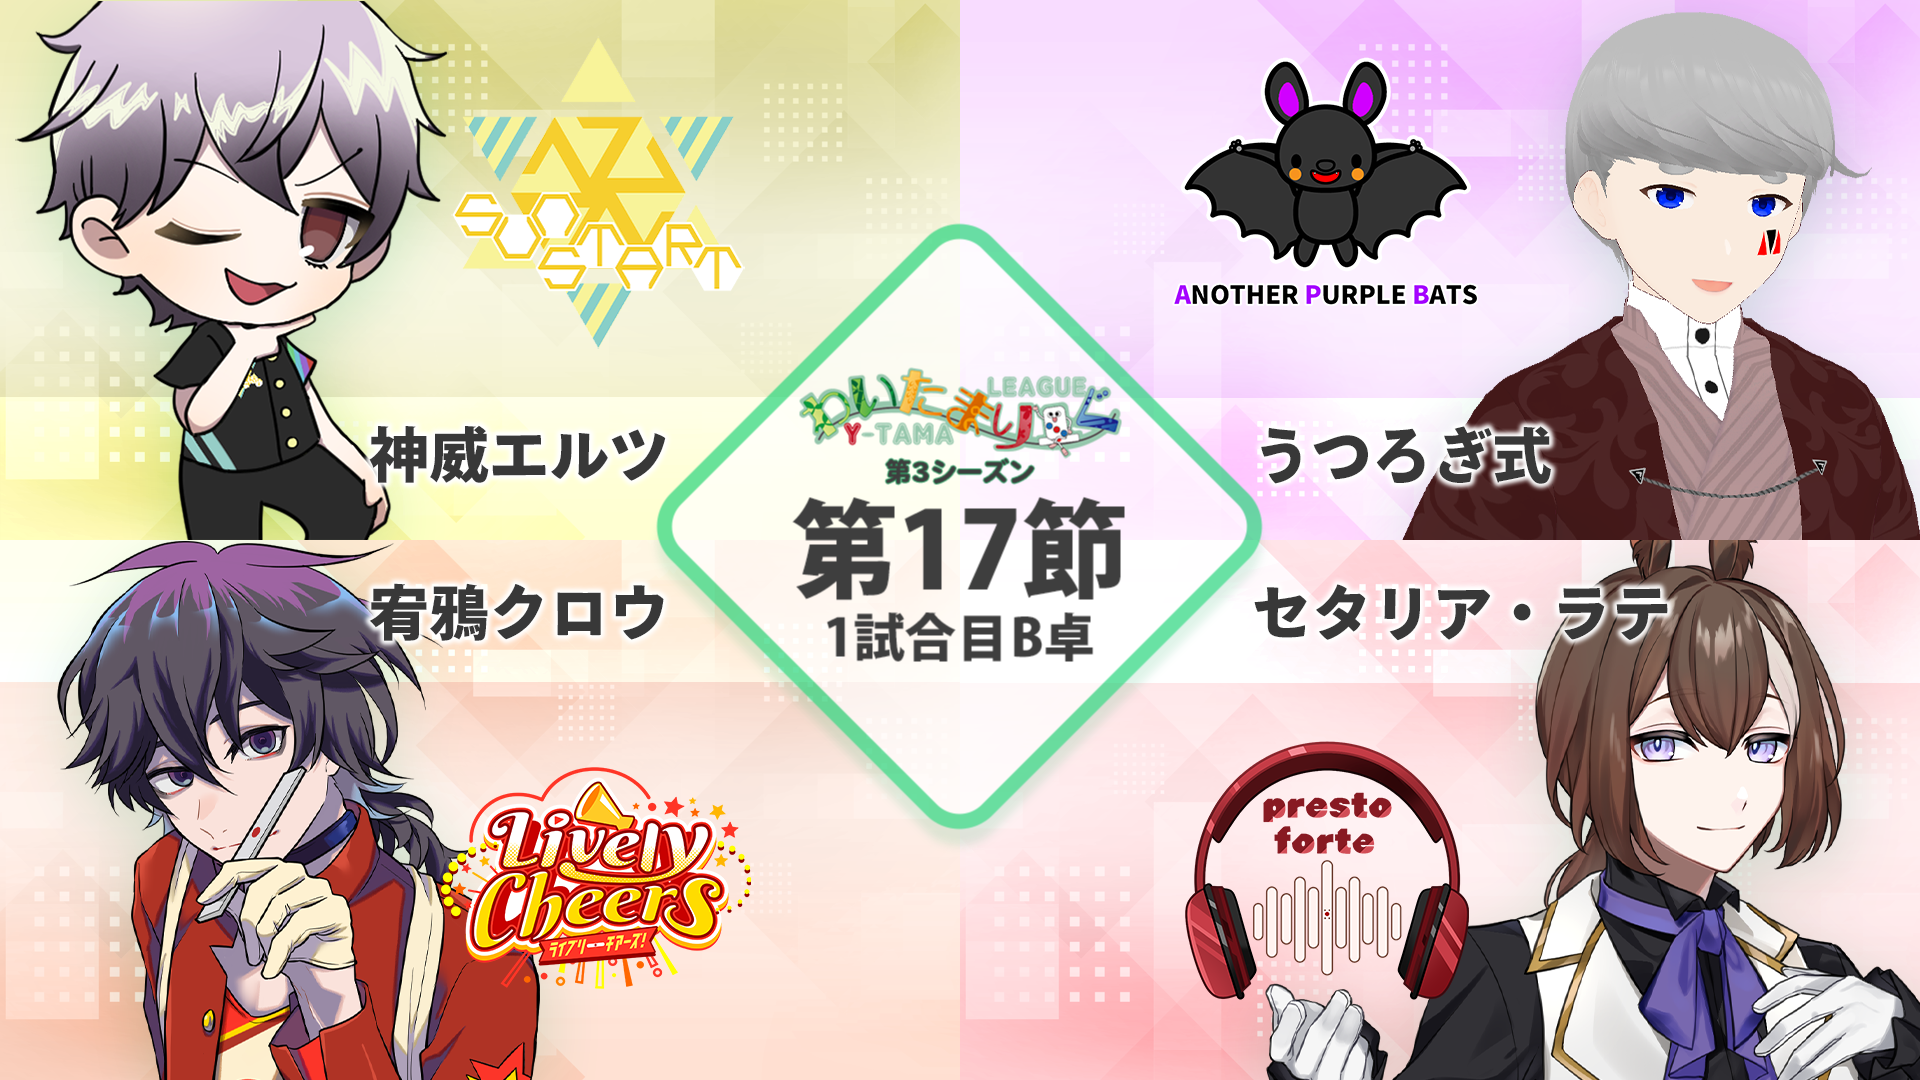 AZ
SUQ
START
神威エルツ
ANOTHER PURPLE BATS
うつろぎ式
わいたまりーぐ
LEAGUE
Y-TAMA
第3シーズン
第17節
1試合目B卓
宥鴉クロウ
Lively
Cheers
ライブリーチアーズ!
セタリア・ラテ
presto
forte